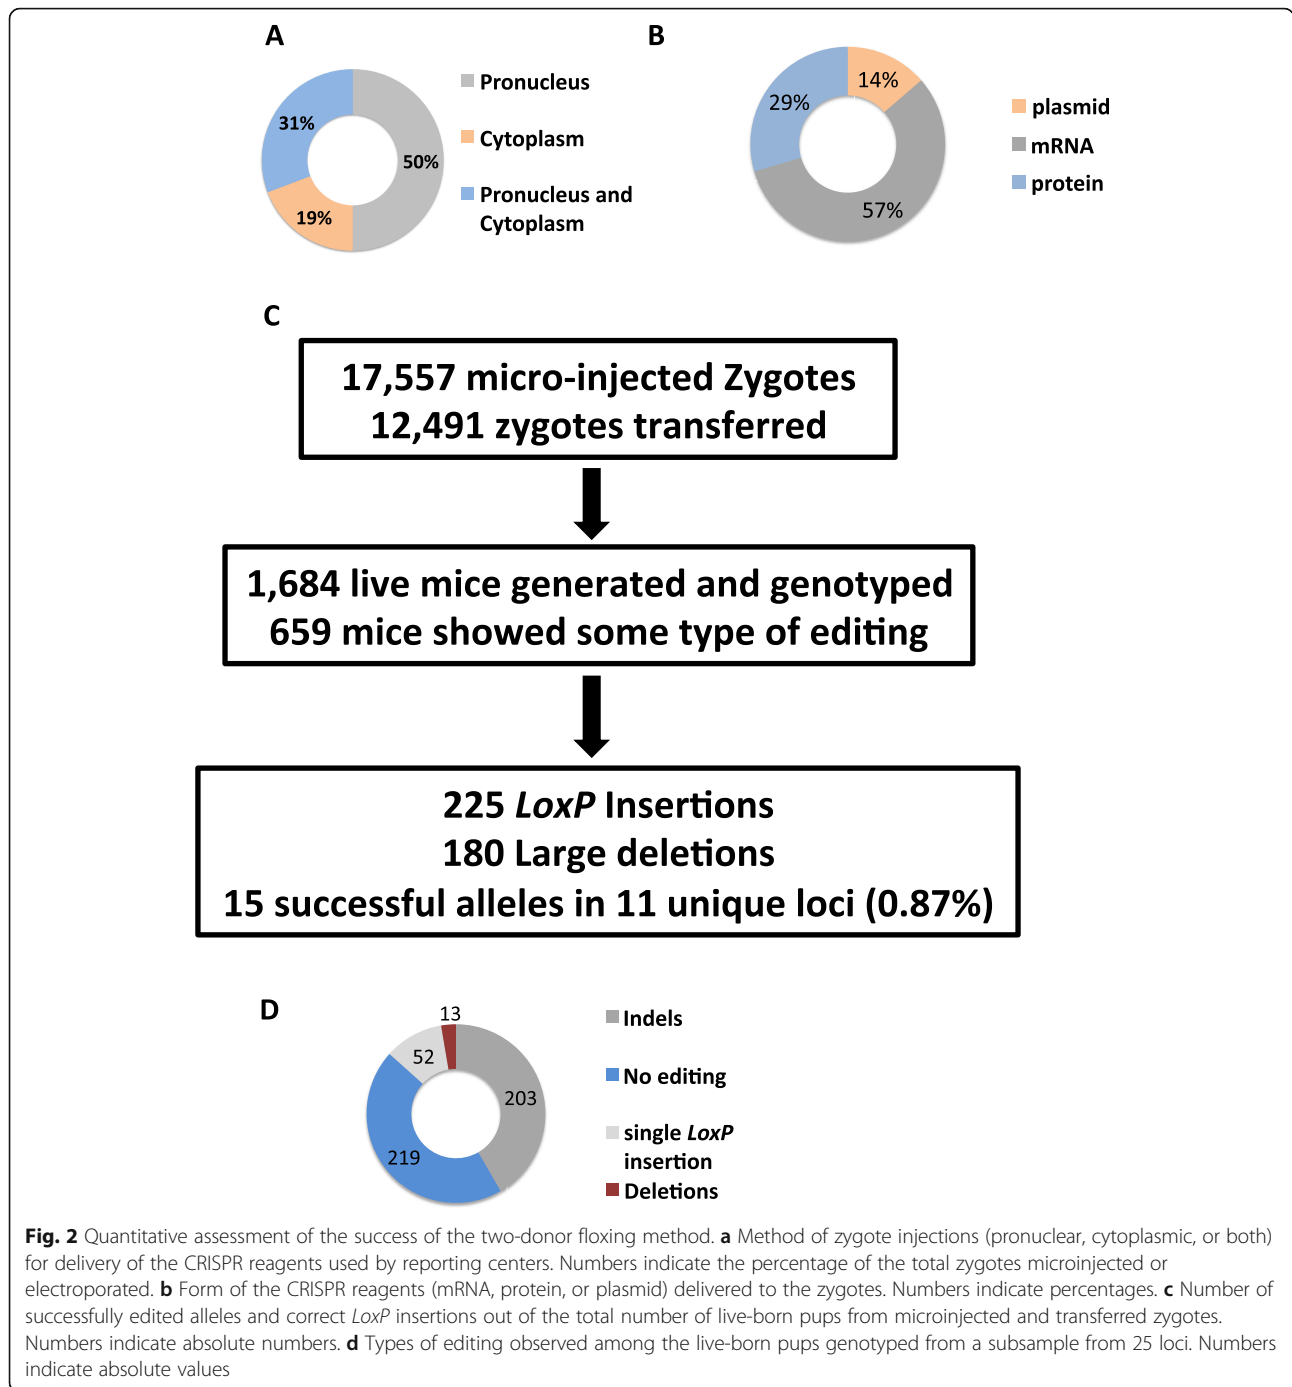 A
50%
19%
31%
Pronucleus
Cytoplasm
Pronucleus and
Cytoplasm
B
14%
57%
29%
plasmid
mRNA
protein
C
17,557 micro-injected Zygotes
12,491 zygotes transferred
1,684 live mice generated and genotyped
659 mice showed some type of editing
225 LoxP Insertions
180 Large deletions
15 successful alleles in 11 unique loci (0.87%)
D
13
52
203
219
Indels
No editing
single LoxP
insertion
Deletions
Fig. 2 Quantitative assessment of the success of the two-donor floxing method. a Method of zygote injections (pronuclear, cytoplasmic, or both)
for delivery of the CRISPR reagents used by reporting centers. Numbers indicate the percentage of the total zygotes microinjected or
electroporated. b Form of the CRISPR reagents (mRNA, protein, or plasmid) delivered to the zygotes. Numbers indicate percentages. c Number of
successfully edited alleles and correct LoxP insertions out of the total number of live-born pups from microinjected and transferred zygotes.
Numbers indicate absolute numbers. d Types of editing observed among the live-born pups genotyped from a subsample from 25 loci. Numbers
indicate absolute values